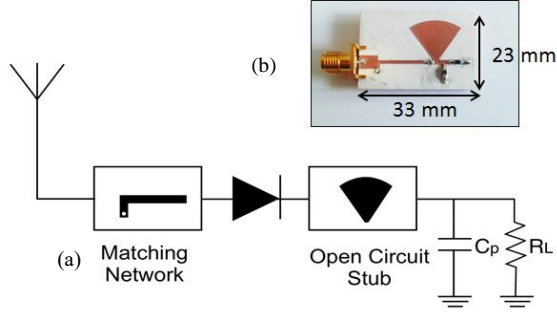 (b)
23 mm
33 mm
(a)
Matching
Network
Open Circuit
Stub
Cp
RL